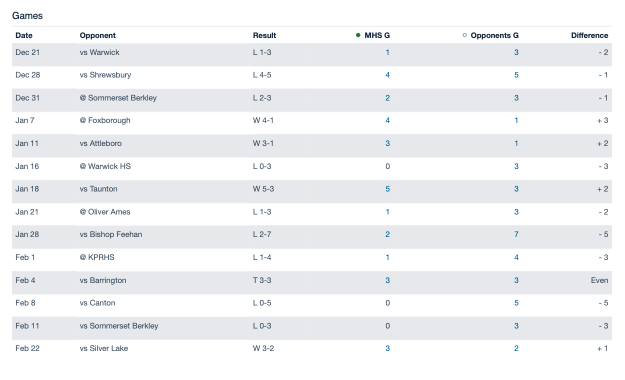 Games
Date Opponent Result MHS G Opponents G Difference
Dec 21 vs Warwick L 1-3 1 3 - 2
Dec 28 vs Shrewsbury L 4-5 4 5 - 1
Dec 31 @ Sommerset Berkley L 2-3 2 3 - 1
Jan 7 @ Foxborough W 4-1 4 1 + 3
Jan 11 vs Attleboro W 3-1 3 1 + 2
Jan 16 @ Warwick HS L 0-3 0 3 - 3
Jan 18 vs Taunton W 5-3 5 3 + 2
Jan 21 @ Oliver Ames L 1-3 1 3 - 2
Jan 28 vs Bishop Feehan L 2-7 2 7 - 5
Feb 1 @ KPRHS L 1-4 1 4 - 3
Feb 4 vs Barrington T 3-3 3 3 Even
Feb 8 vs Canton L 0-5 0 5 - 5
Feb 11 vs Sommerset Berkley L 0-3 0 3 - 3
Feb 22 vs Silver Lake W 3-2 3 2 + 1